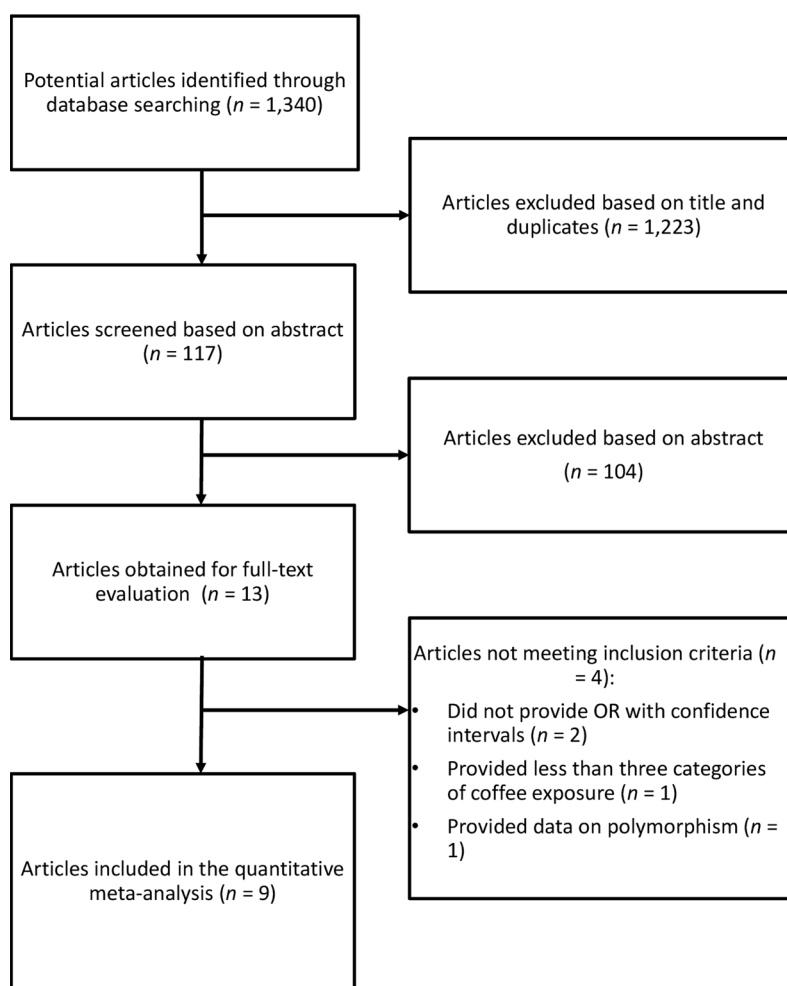 Potential articles identified through
database searching (n = 1,340)
Articles excluded based on title and
duplicates (n = 1,223)
Articles screened based on abstract
(n = 117)
Articles excluded based on abstract
(n = 104)
Articles obtained for full-text
evaluation (n = 13)
Articles not meeting inclusion criteria (n
= 4):
• Did not provide OR with confidence
intervals (n = 2)
• Provided less than three categories
of coffee exposure (n = 1)
• Provided data on polymorphism (n =
1)
Articles included in the quantitative
meta-analysis (n = 9)